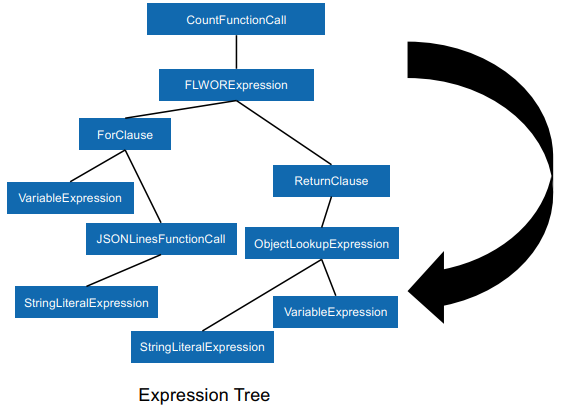 CountFunctionCall
FLWORExpression
ForClause
ReturnClause
VariableExpression
JSONLinesFunctionCall
ObjectLookupExpression
StringLiteralExpression
VariableExpression
StringLiteralExpression
Expression Tree